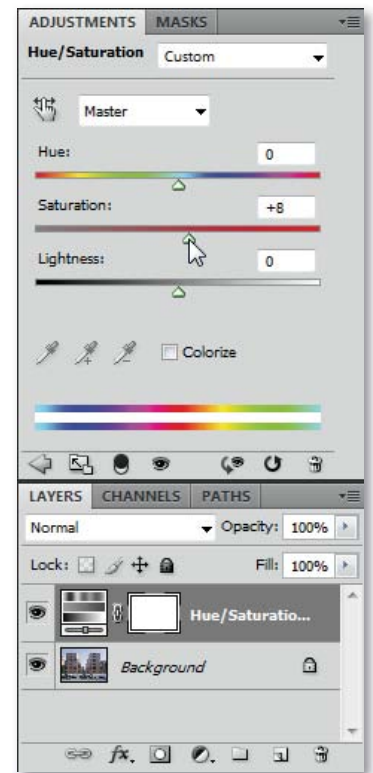 ADJUSTMENTS MASKS
Hue/Saturation Custom
Master
Hue: 0
Saturation: +8
Lightness: 0
Colorize
LAYERS CHANNELS PATHS
Normal Opacity: 100%
Lock: Fill: 100%
Hue/Saturatio...
Background
fx.